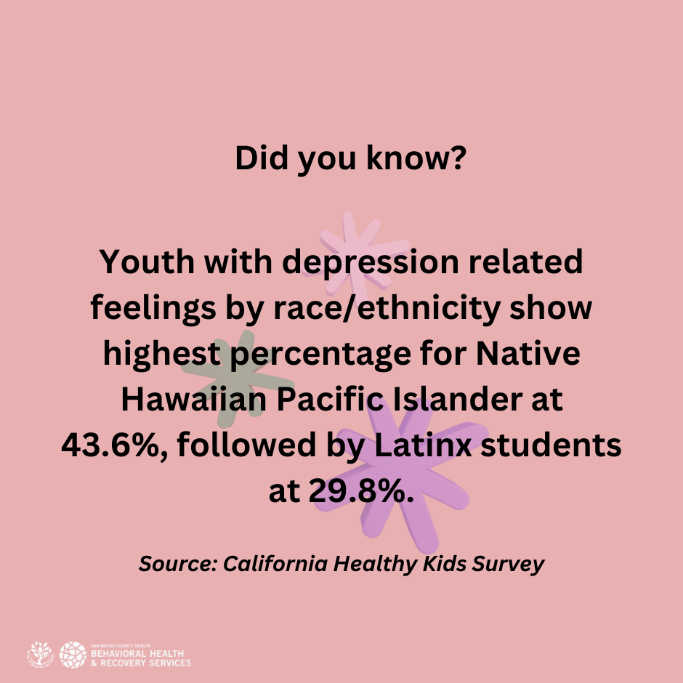 Did you know?
Youth with depression related
feelings by race/ethnicity show
highest percentage for Native
Hawaiian Pacific Islander at
43.6%, followed by Latinx students
at 29.8%.
Source: California Healthy Kids Survey
SAN MATEO COUNTY HEALTH
BEHAVIORAL HEALTH
& RECOVERY SERVICES